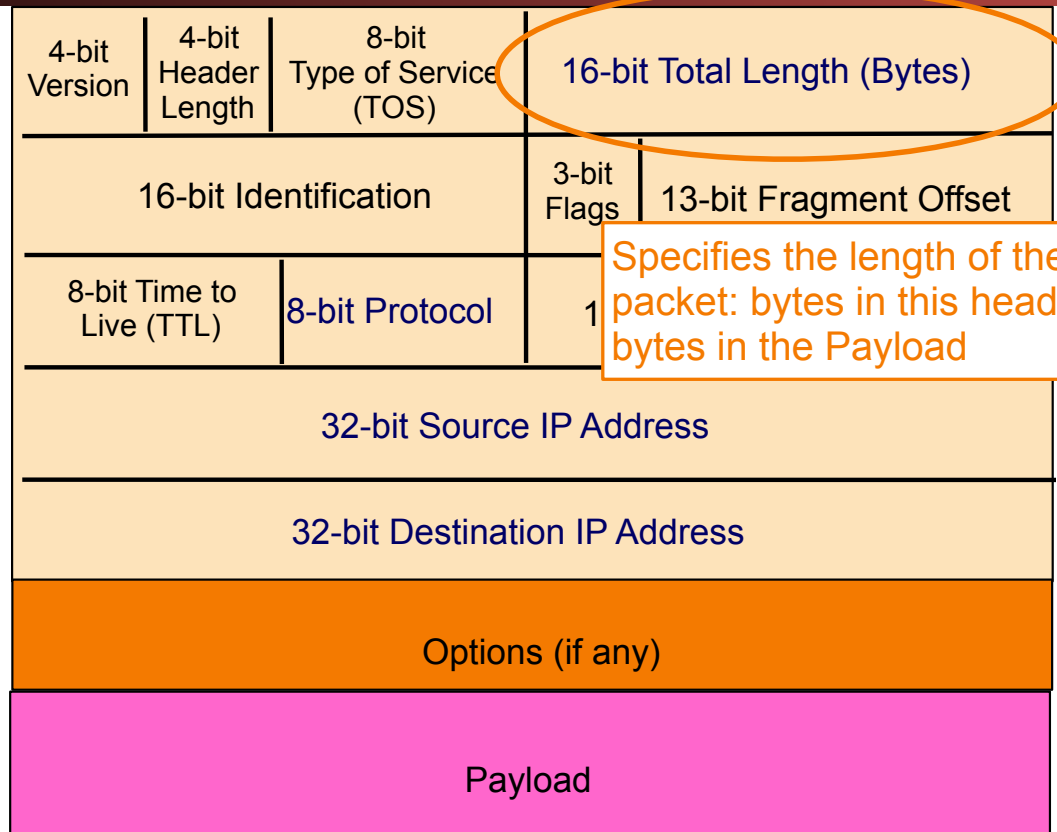 4-bit
Version
4-bit
Header
Length
8-bit
Type of Service
(TOS)
16-bit Total Length (Bytes)
16-bit Identification
3-bit
Flags
13-bit Fragment Offset
8-bit Time to
Live (TTL)
8-bit Protocol
1
Specifies the length of the
packet: bytes in this head
bytes in the Payload
32-bit Source IP Address
32-bit Destination IP Address
Options (if any)
Payload